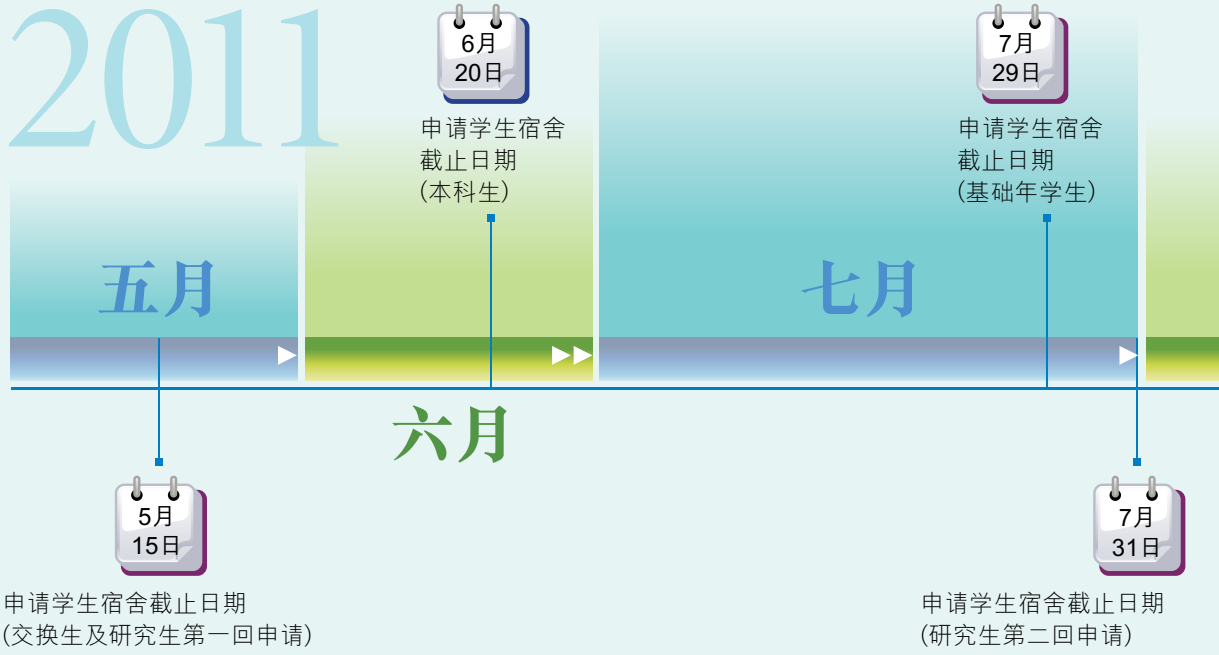 2011
6月
20日
申请学生宿舍
截止日期
(本科生)
7月
29日
申请学生宿舍
截止日期
(基础年学生)
五月
七月
六月
5月
15日
申请学生宿舍截止日期
(交换生及研究生第一回申请)
7月
31日
申请学生宿舍截止日期
(研究生第二回申请)